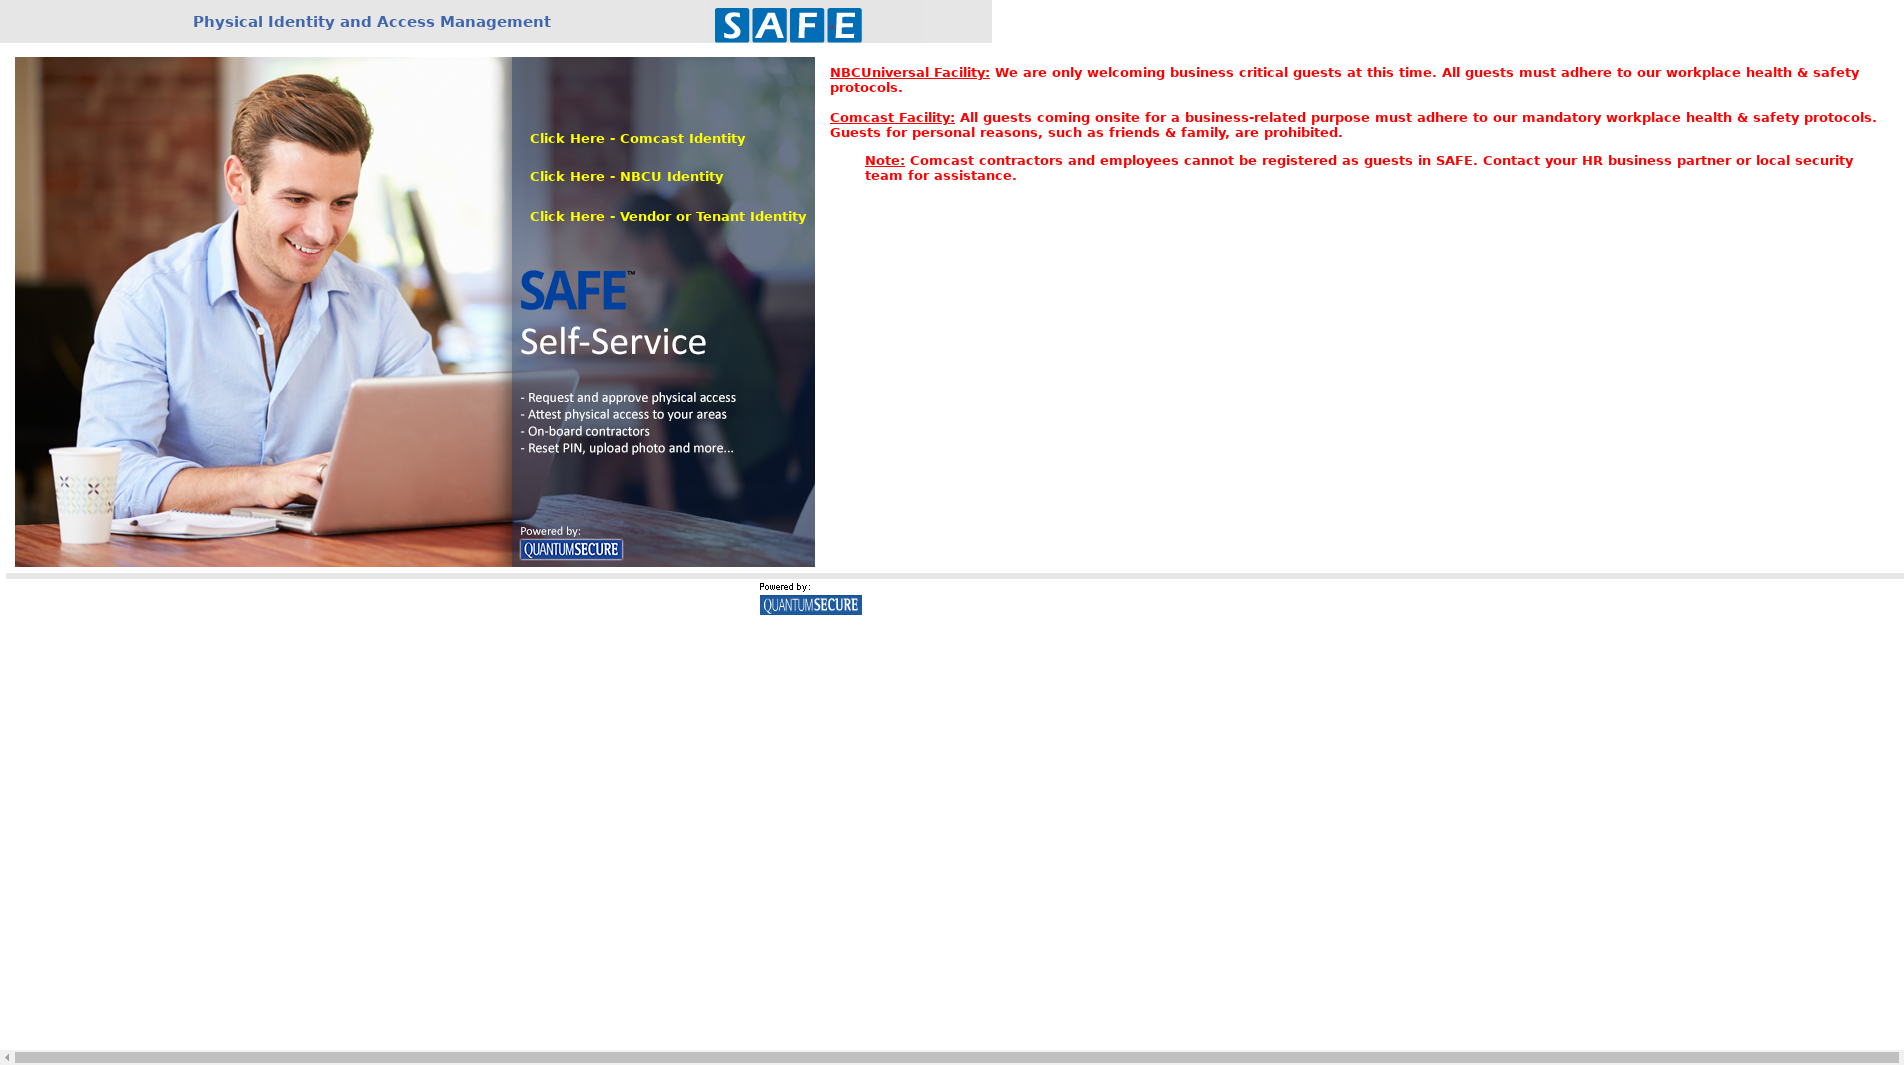 Physical Identity and Access Management
SAFE
NBCUniversal Facility: We are only welcoming business critical guests at this time. All guests must adhere to our workplace health & safety
protocols.
Comcast Facility: All guests coming onsite for a business-related purpose must adhere to our mandatory workplace health & safety protocols.
Guests for personal reasons, such as friends & family, are prohibited.
Note: Comcast contractors and employees cannot be registered as guests in SAFE. Contact your HR business partner or local security
team for assistance.
Click Here - Comcast Identity
Click Here - NBCU Identity
Click Here - Vendor or Tenant Identity
SAFE™
Self-Service
- Request and approve physical access
- Attest physical access to your areas
- On-board contractors
- Reset PIN, upload photo and more...
Powered by:
QUANTUMSECURE
Powered by:
QUANTUMSECURE